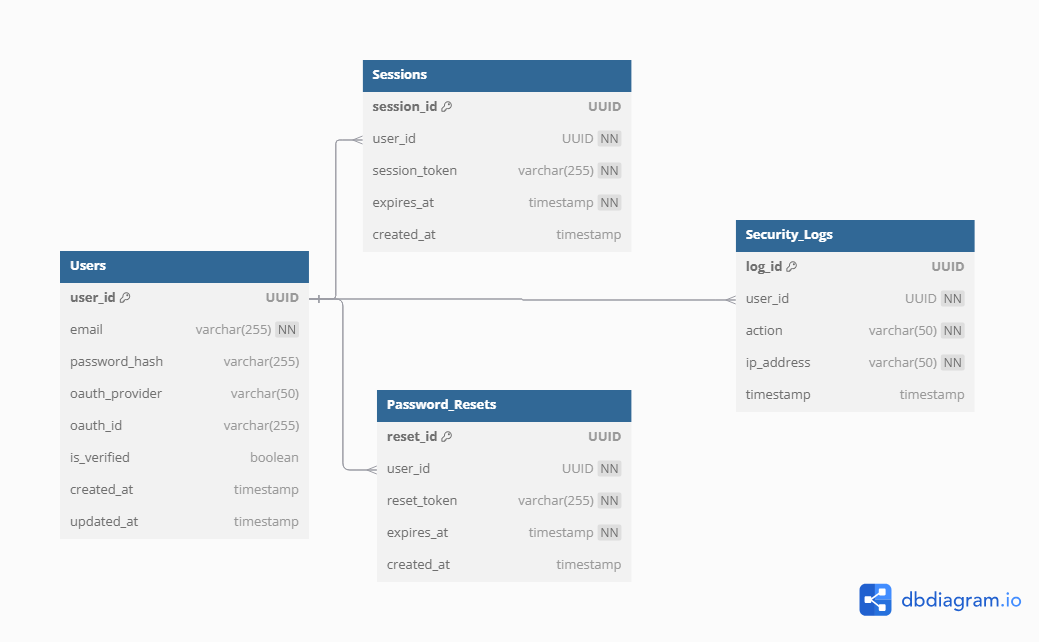 Sessions
session_id UUID
user_id UUID NN
session_token varchar(255) NN
expires_at timestamp NN
created_at timestamp
Users
user_id UUID
email varchar(255) NN
password_hash varchar(255)
oauth_provider varchar(50)
oauth_id varchar(255)
is_verified boolean
created_at timestamp
updated_at timestamp
Security_Logs
log_id UUID
user_id UUID NN
action varchar(50) NN
ip_address varchar(50) NN
timestamp timestamp
Password_Resets
reset_id UUID
user_id UUID NN
reset_token varchar(255) NN
expires_at timestamp NN
created_at timestamp
dbdiagram.io